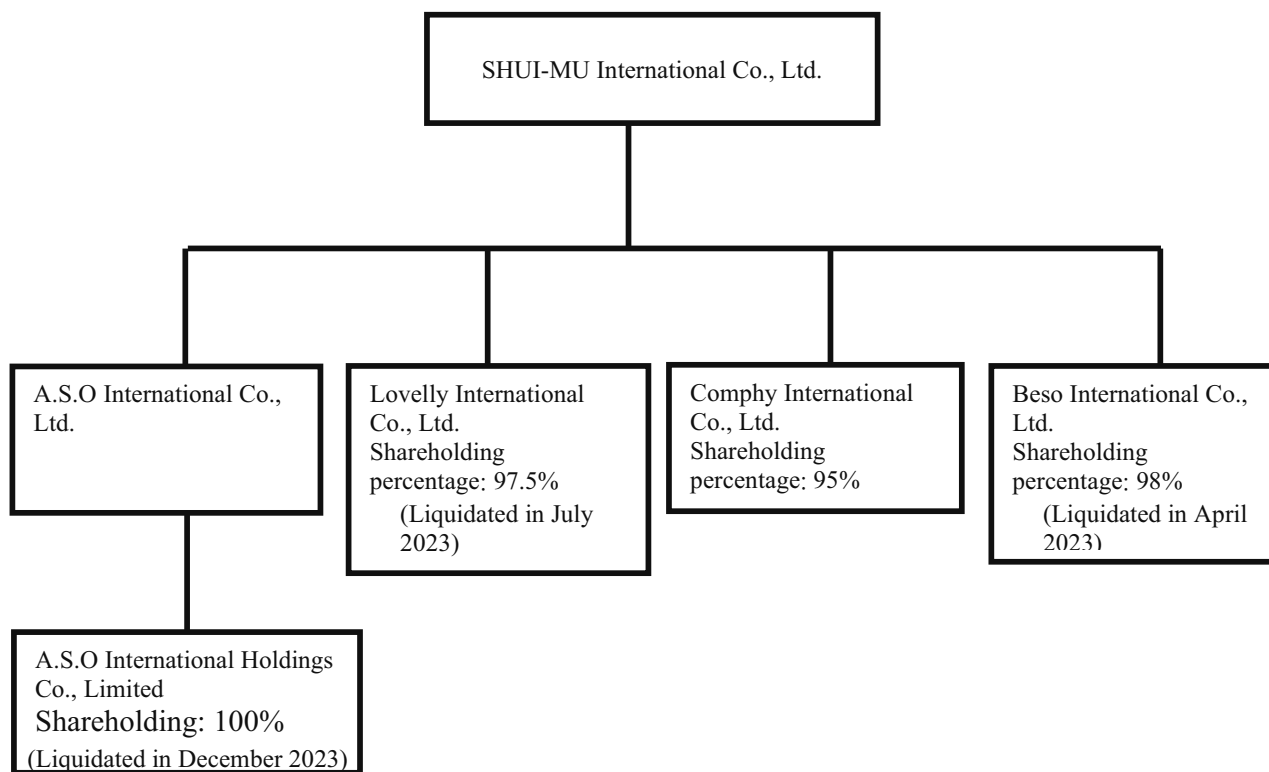 SHUI-MU International Co., Ltd.
A.S.O International Co.,
Ltd.
Lovelly International
Co., Ltd.
Shareholding
percentage: 97.5%
(Liquidated in July
2023)
Comphy International
Co., Ltd.
Shareholding
percentage: 95%
Beso International Co.,
Ltd.
Shareholding
percentage: 98%
(Liquidated in April
2023)
A.S.O International Holdings
Co., Limited
Shareholding: 100%
(Liquidated in December 2023)